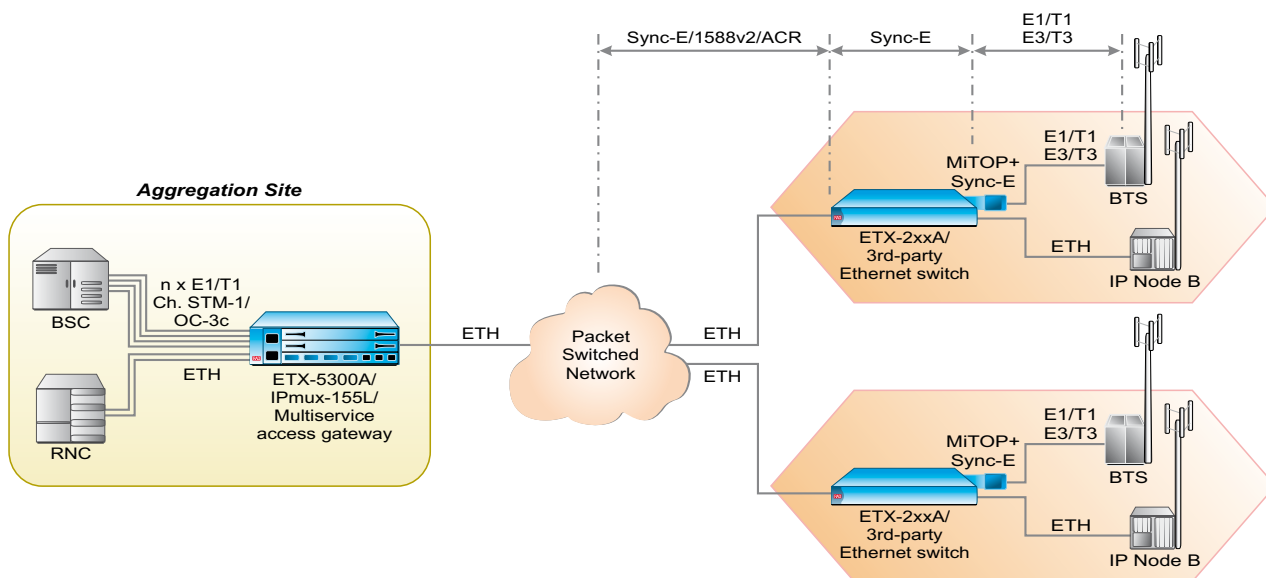 E1/T1
E3/T3
Sync-E/1588v2/ACR
Sync-E
Aggregation Site
BSC
n x E1/T1
Ch. STM-1/
OC-3c
ETH
RNC
ETX-5300A/
IPmux-155L/
Multiservice
access gateway
ETH
Packet
Switched
Network
ETH
ETH
MiTOP+
Sync-E
E1/T1
E3/T3
BTS
ETX-2xxA/
3rd-party
Ethernet switch
ETH
IP Node B
MiTOP+
Sync-E
E1/T1
E3/T3
BTS
ETX-2xxA/
3rd-party
Ethernet switch
ETH
IP Node B